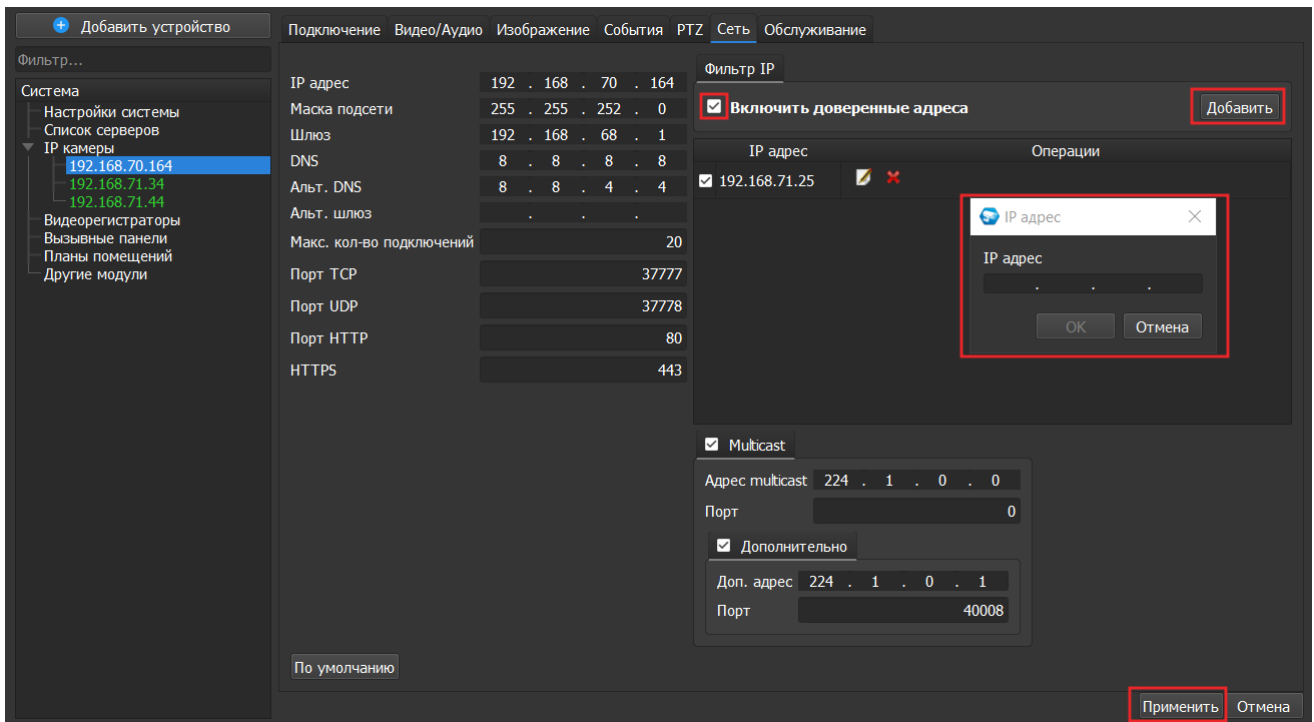 Добавить устройство
Фильтр...
Система
Настройки системы
Список серверов
IP камеры
192.168.70.164
192.168.71.34
192.168.71.44
Видеорегистраторы
Вызывные панели
Планы помещений
Другие модули
Подключение Видео/Аудио Изображение События PTZ Сеть Обслуживание
IP адрес 192 . 168 . 70 . 164
Маска подсети 255 . 255 . 252 . 0
Шлюз 192 . 168 . 68 . 1
DNS 8 . 8 . 8 . 8
Альт. DNS 8 . 8 . 4 . 4
Альт. шлюз . . .
Макс. кол-во подключений 20
Порт TCP 37777
Порт UDP 37778
Порт HTTP 80
HTTPS 443
По умолчанию
Фильтр IP
Включить доверенные адреса Добавить
IP адрес Операции
192.168.71.25
IP адрес
IP адрес
. . .
OK Отмена
Multicast
Адрес multicast 224 . 1 . 0 . 0
Порт 0
Дополнительно
Доп. адрес 224 . 1 . 0 . 1
Порт 40008
Применить Отмена